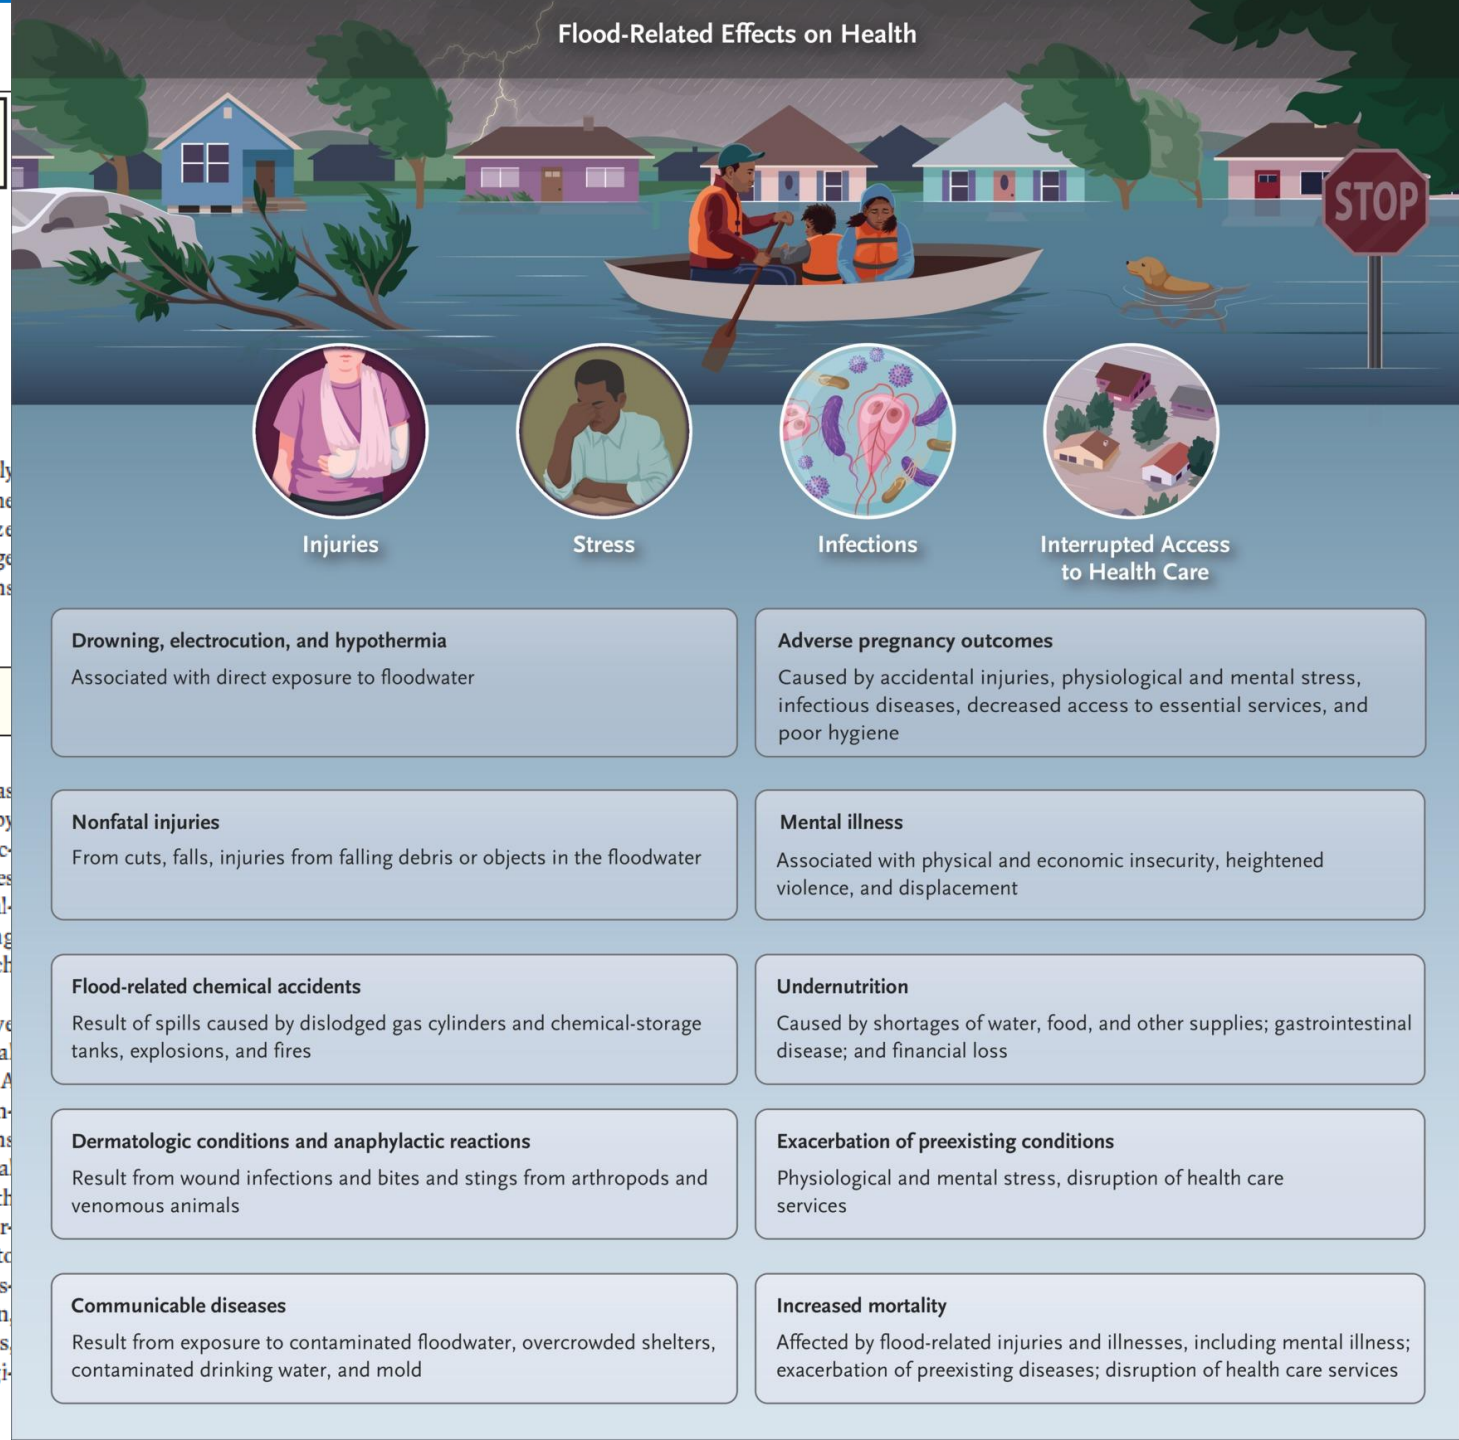 Flood-Related Effects on Health
STOP
Injuries
Stress
Infections
Interrupted Access
to Health Care
Drowning, electrocution, and hypothermia
Associated with direct exposure to floodwater
Adverse pregnancy outcomes
Caused by accidental injuries, physiological and mental stress,
infectious diseases, decreased access to essential services, and
poor hygiene
Nonfatal injuries
From cuts, falls, injuries from falling debris or objects in the floodwater
Mental illness
Associated with physical and economic insecurity, heightened
violence, and displacement
Flood-related chemical accidents
Result of spills caused by dislodged gas cylinders and chemical-storage
tanks, explosions, and fires
Undernutrition
Caused by shortages of water, food, and other supplies; gastrointestinal
disease; and financial loss
Dermatologic conditions and anaphylactic reactions
Result from wound infections and bites and stings from arthropods and
venomous animals
Exacerbation of preexisting conditions
Physiological and mental stress, disruption of health care
services
Communicable diseases
Result from exposure to contaminated floodwater, overcrowded shelters,
contaminated drinking water, and mold
Increased mortality
Affected by flood-related injuries and illnesses, including mental illness;
exacerbation of preexisting diseases; disruption of health care services